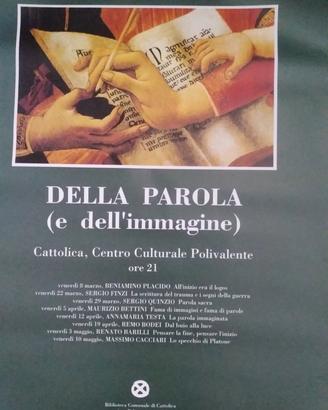 DELLA PAROLA
(e dell'immagine)
Cattolica, Centro Culturale Polivalente
ore 21
venerdì 8 marzo, BENIAMINO PLACIDO All'inizio era il logos
venerdì 22 marzo, SERGIO FINZI La scrittura del trauma e i segni della guerra
venerdì 29 marzo, SERGIO QUINZIO Parola sacra
venerdì 5 aprile, MAURIZIO BETTINI Fama di immagini e fama di parole
venerdì 12 aprile, ANNAMARIA TESTA La parola immaginata
venerdì 19 aprile, REMO BODEI Dal buio alla luce
venerdì 3 maggio, RENATO BARILLI Pensare la fine, pensare l'inizio
venerdì 10 maggio, MASSIMO CACCIARI Lo specchio di Platone
Biblioteca Comunale di Cattolica